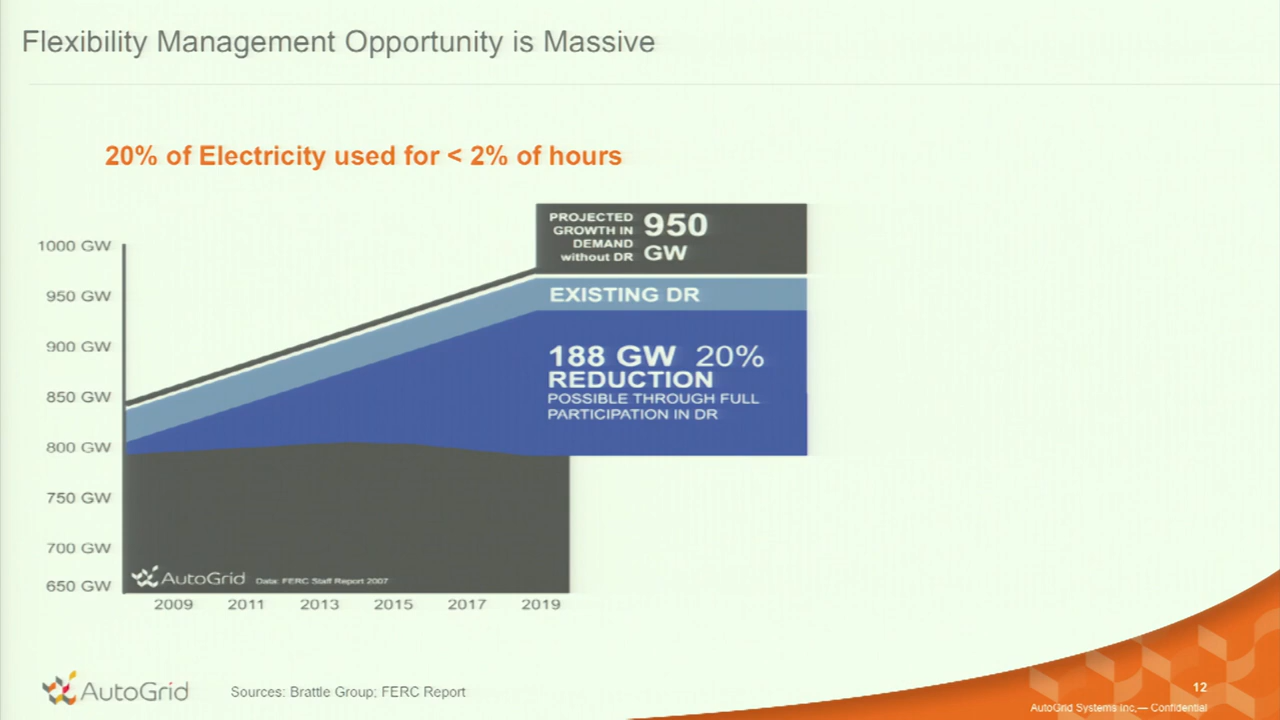 Flexibility Management Opportunity is Massive
20% of Electricity used for < 2% of hours
PROJECTED
GROWTH IN
DEMAND
without DR
950
GW
EXISTING DR
188 GW 20%
REDUCTION
POSSIBLE THROUGH FULL
PARTICIPATION IN DR
1000 GW
950 GW
900 GW
850 GW
800 GW
750 GW
700 GW
650 GW
AutoGrid Data: FERC Staff Report 2007
2009 2011 2013 2015 2017 2019
AutoGrid
Sources: Brattle Group; FERC Report
12
AutoGrid Systems Inc.— Confidential